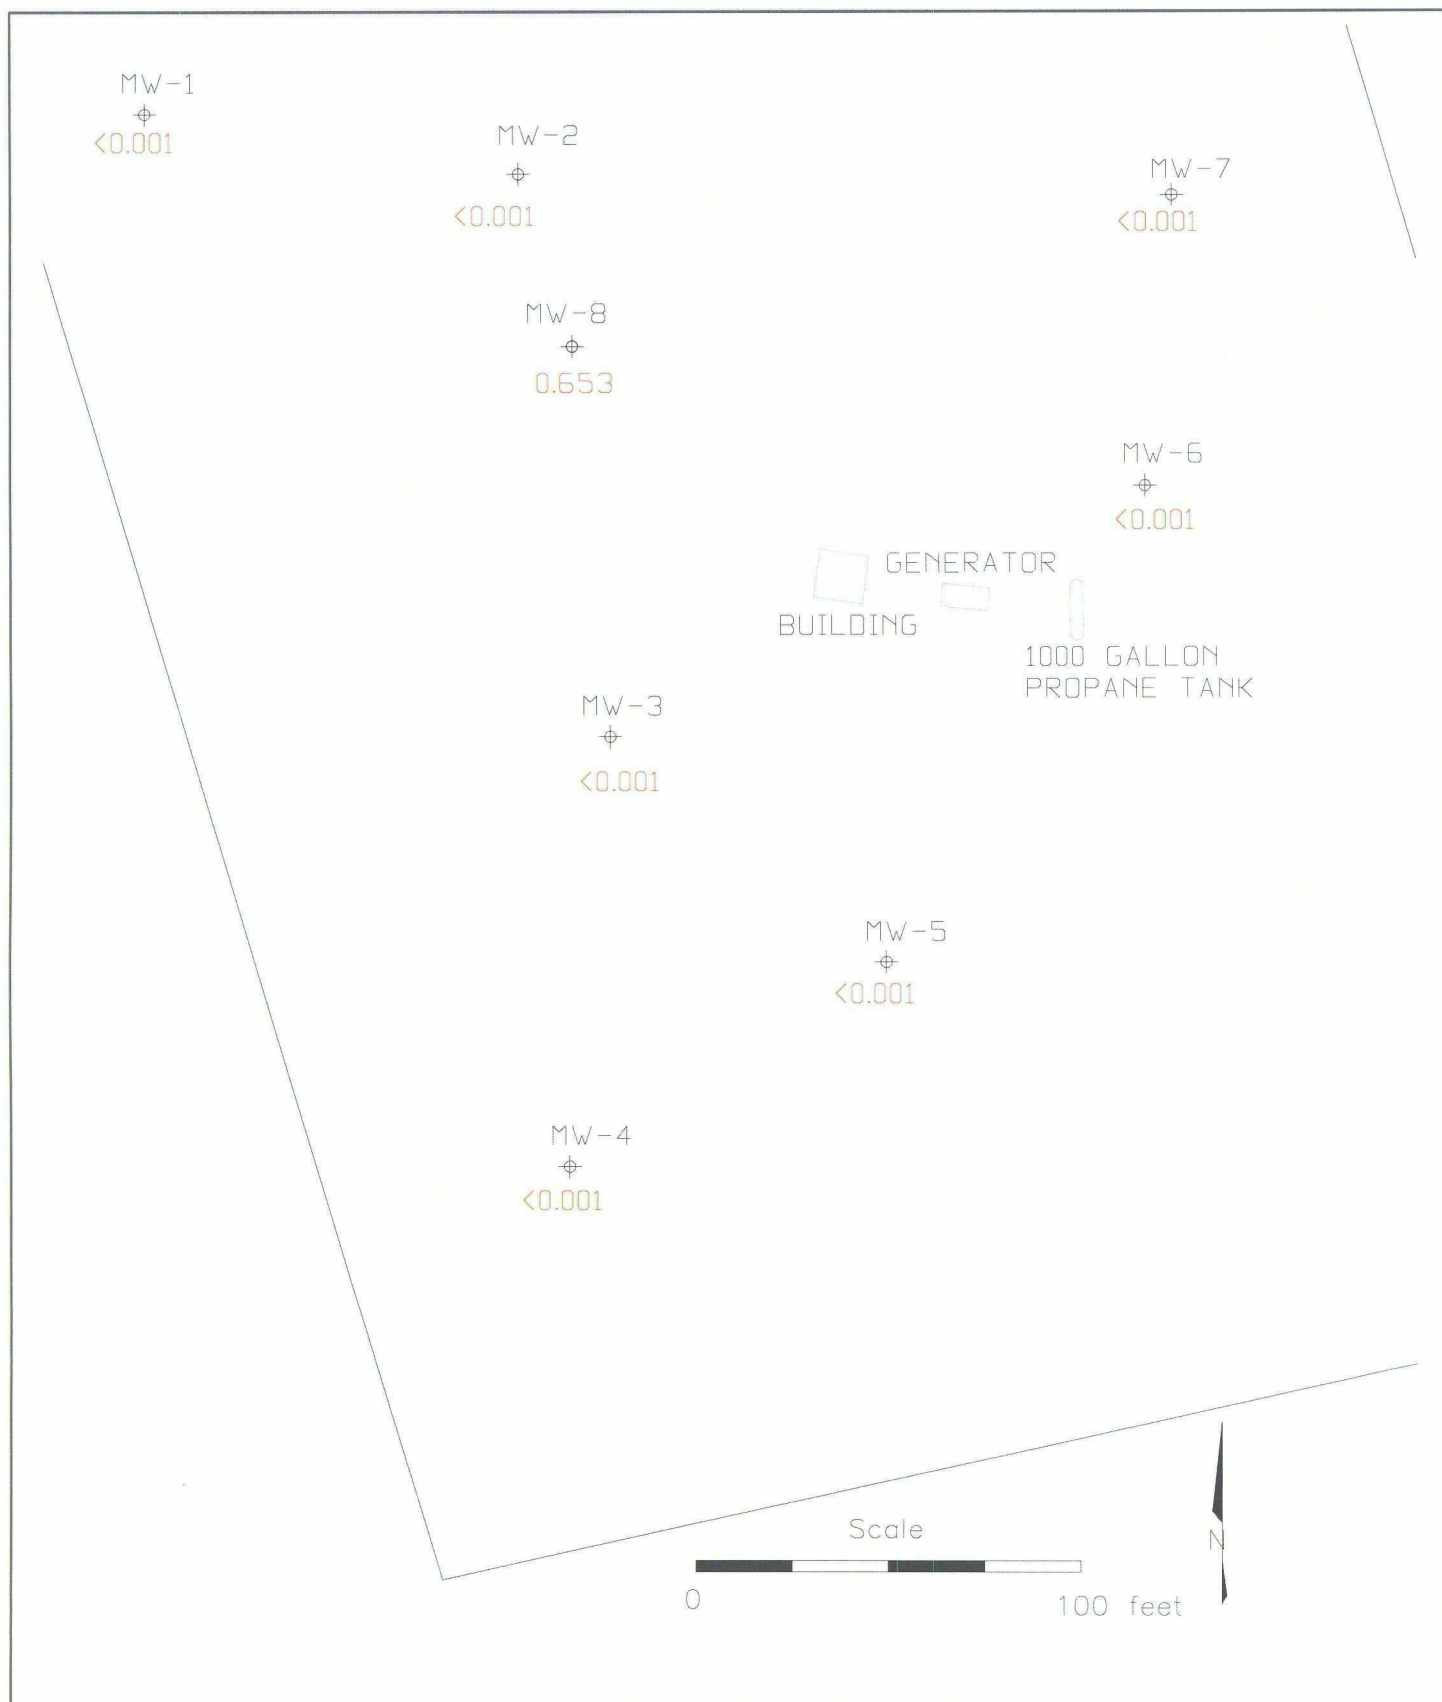 MW-1
<0.001
MW-2
<0.001
MW-7
<0.001
MW-8
0.653
MW-6
<0.001
GENERATOR
BUILDING
1000 GALLON
PROPANE TANK
MW-3
<0.001
MW-5
<0.001
MW-4
<0.001
Scale
N
0
100 feet